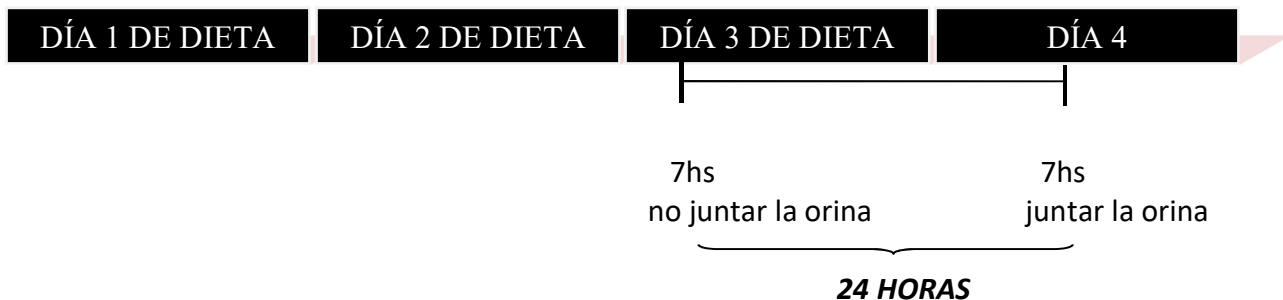 DÍA 1 DE DIETA DÍA 2 DE DIETA DÍA 3 DE DIETA DÍA 4
7hs 7hs
no juntar la orina juntar la orina
24 HORAS